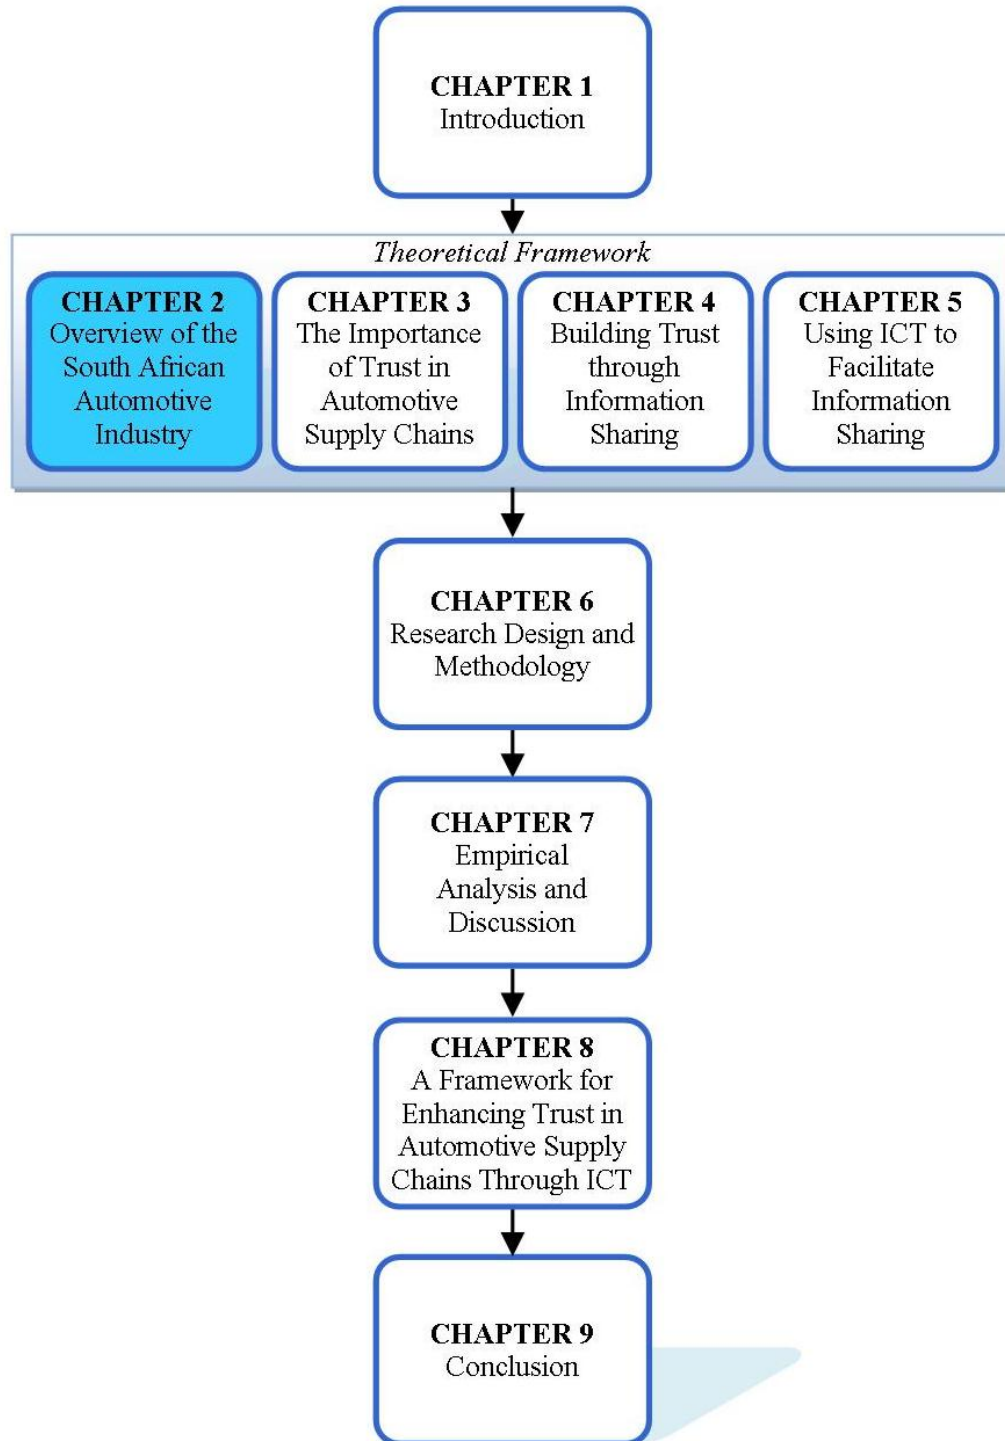 CHAPTER 1
Introduction
Theoretical Framework
CHAPTER 2
Overview of the
South African
Automotive
Industry
CHAPTER 3
The Importance
of Trust in
Automotive
Supply Chains
CHAPTER 4
Building Trust
through
Information
Sharing
CHAPTER 5
Using ICT to
Facilitate
Information
Sharing
CHAPTER 6
Research Design and
Methodology
CHAPTER 7
Empirical
Analysis and
Discussion
CHAPTER 8
A Framework for
Enhancing Trust in
Automotive Supply
Chains Through ICT
CHAPTER 9
Conclusion